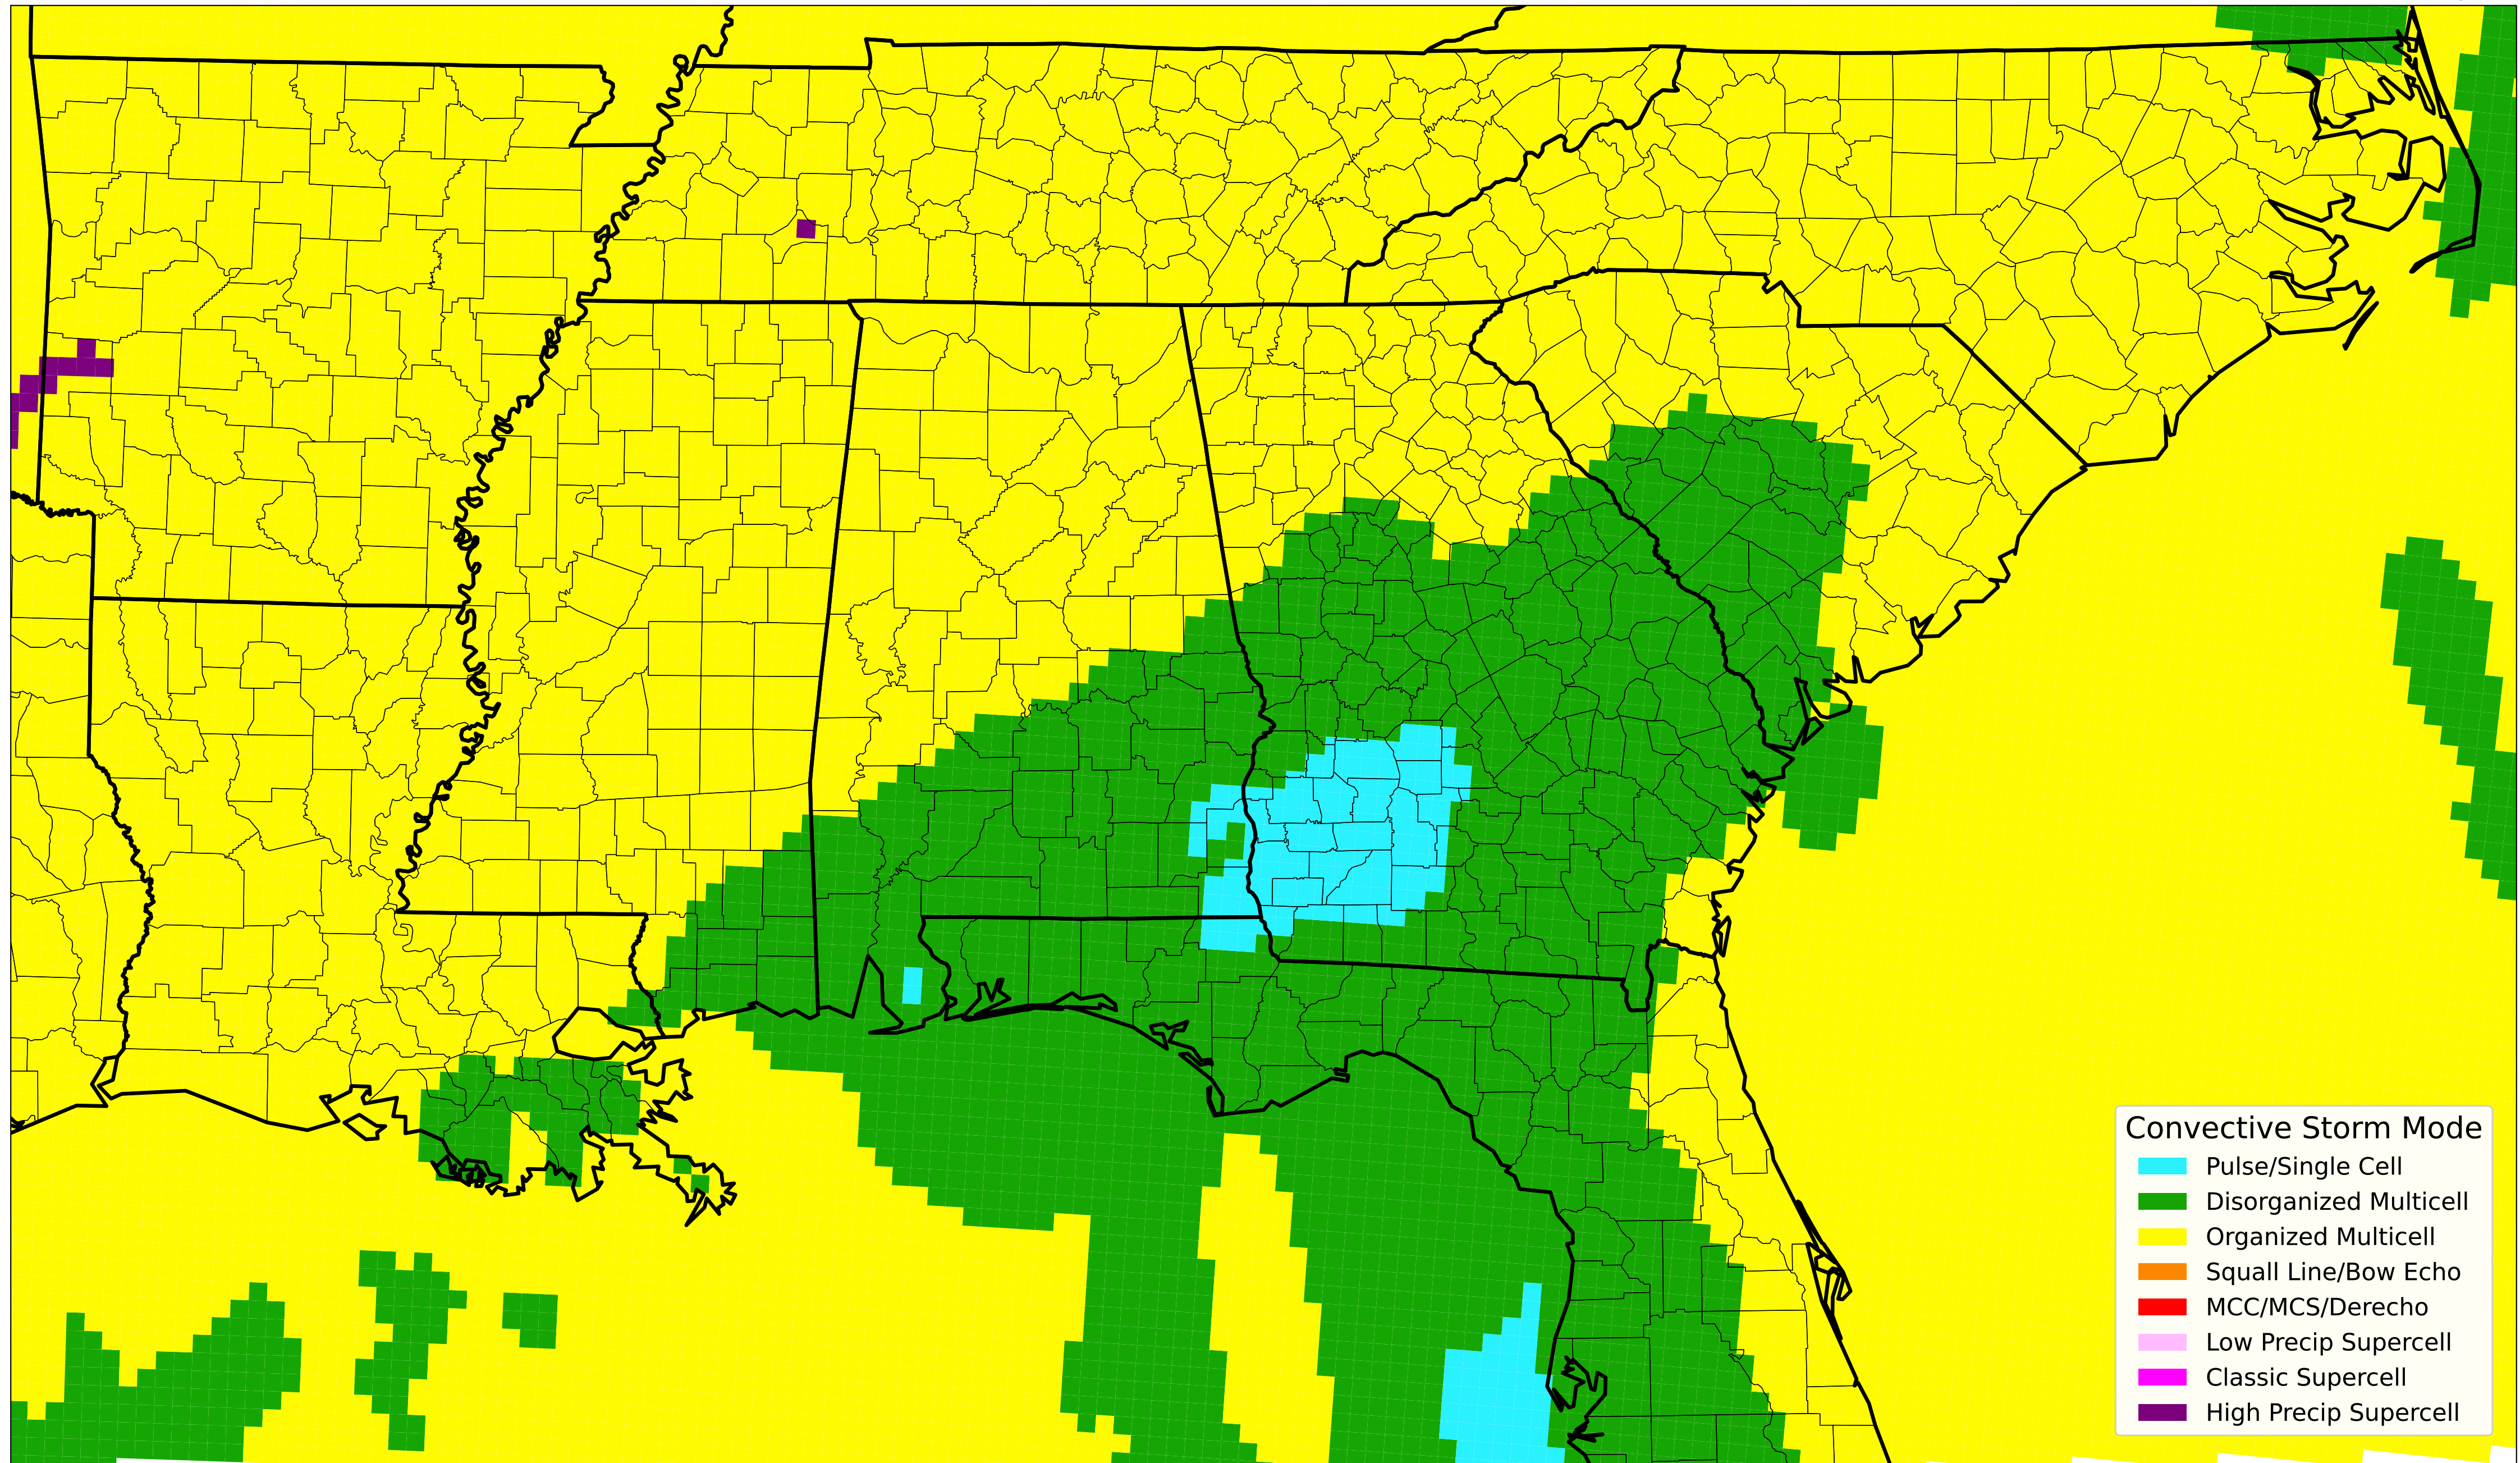 Convective Storm Mode
Pulse/Single Cell
Disorganized Multicell
Organized Multicell
Squall Line/Bow Echo
MCC/MCS/Derecho
Low Precip Supercell
Classic Supercell
High Precip Supercell